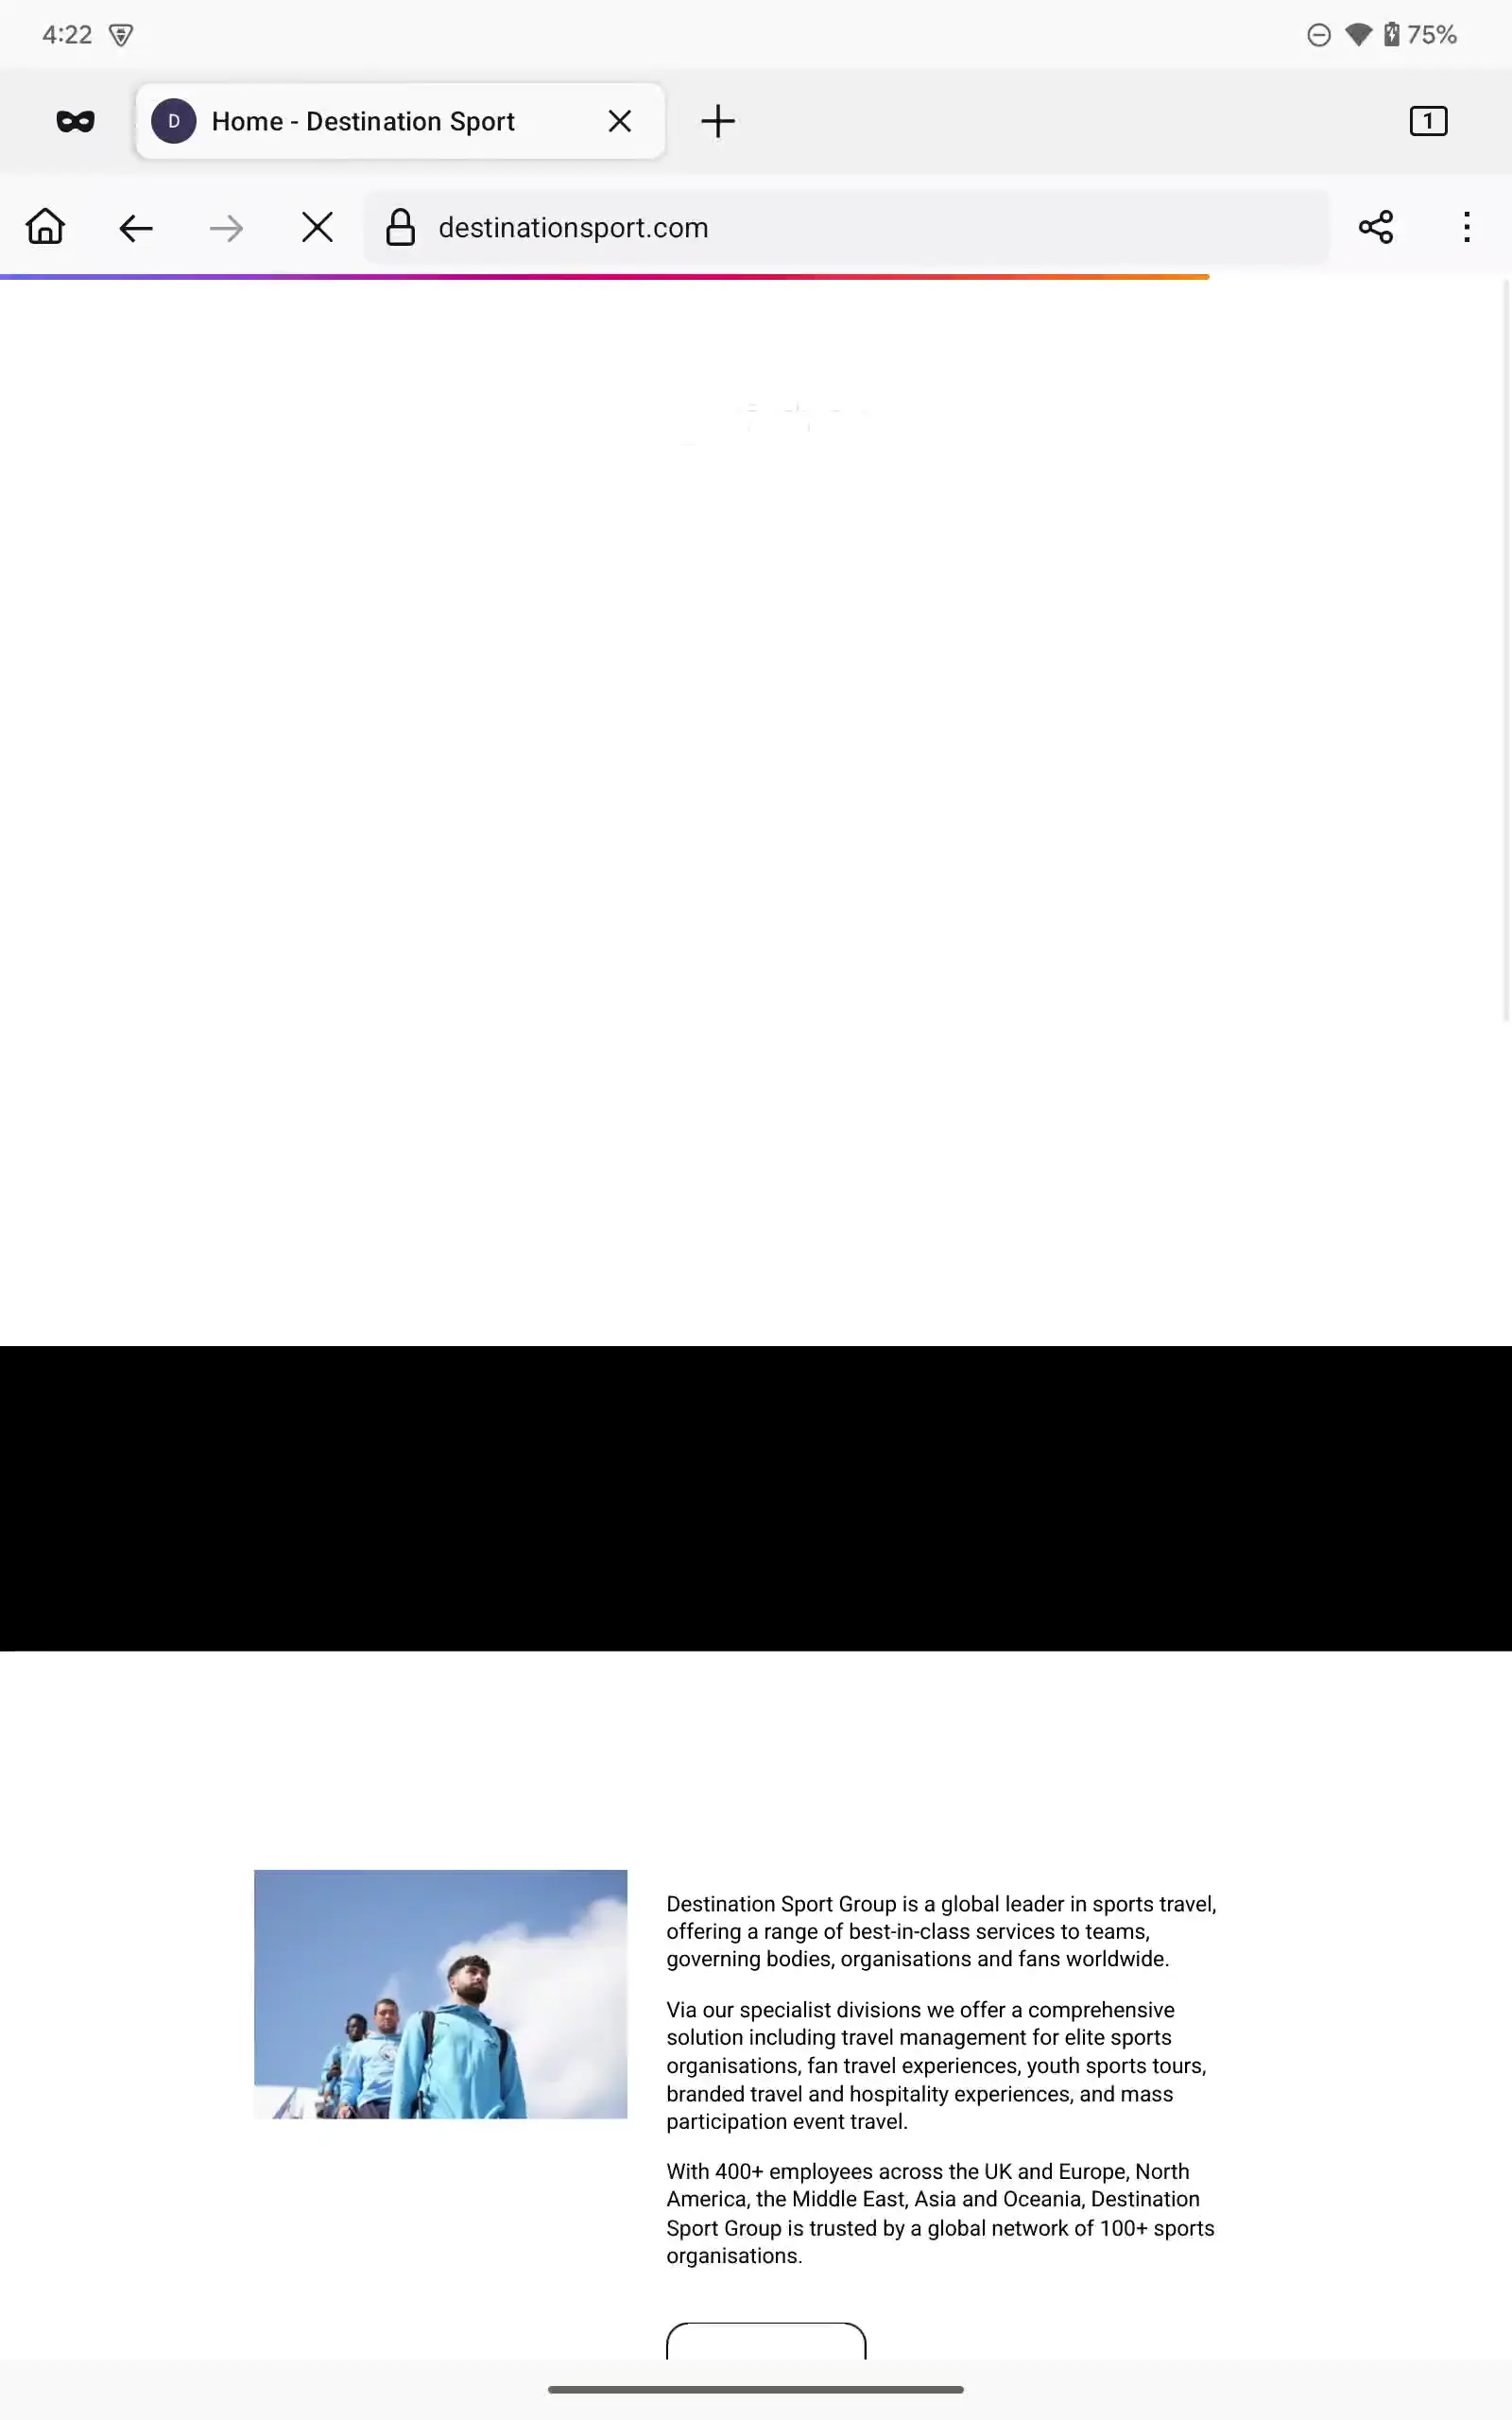 4:22
75%
D
Home - Destination Sport
1
destinationsport.com
Destination Sport Group is a global leader in sports travel,
offering a range of best-in-class services to teams,
governing bodies, organisations and fans worldwide.
Via our specialist divisions we offer a comprehensive
solution including travel management for elite sports
organisations, fan travel experiences, youth sports tours,
branded travel and hospitality experiences, and mass
participation event travel.
With 400+ employees across the UK and Europe, North
America, the Middle East, Asia and Oceania, Destination
Sport Group is trusted by a global network of 100+ sports
organisations.